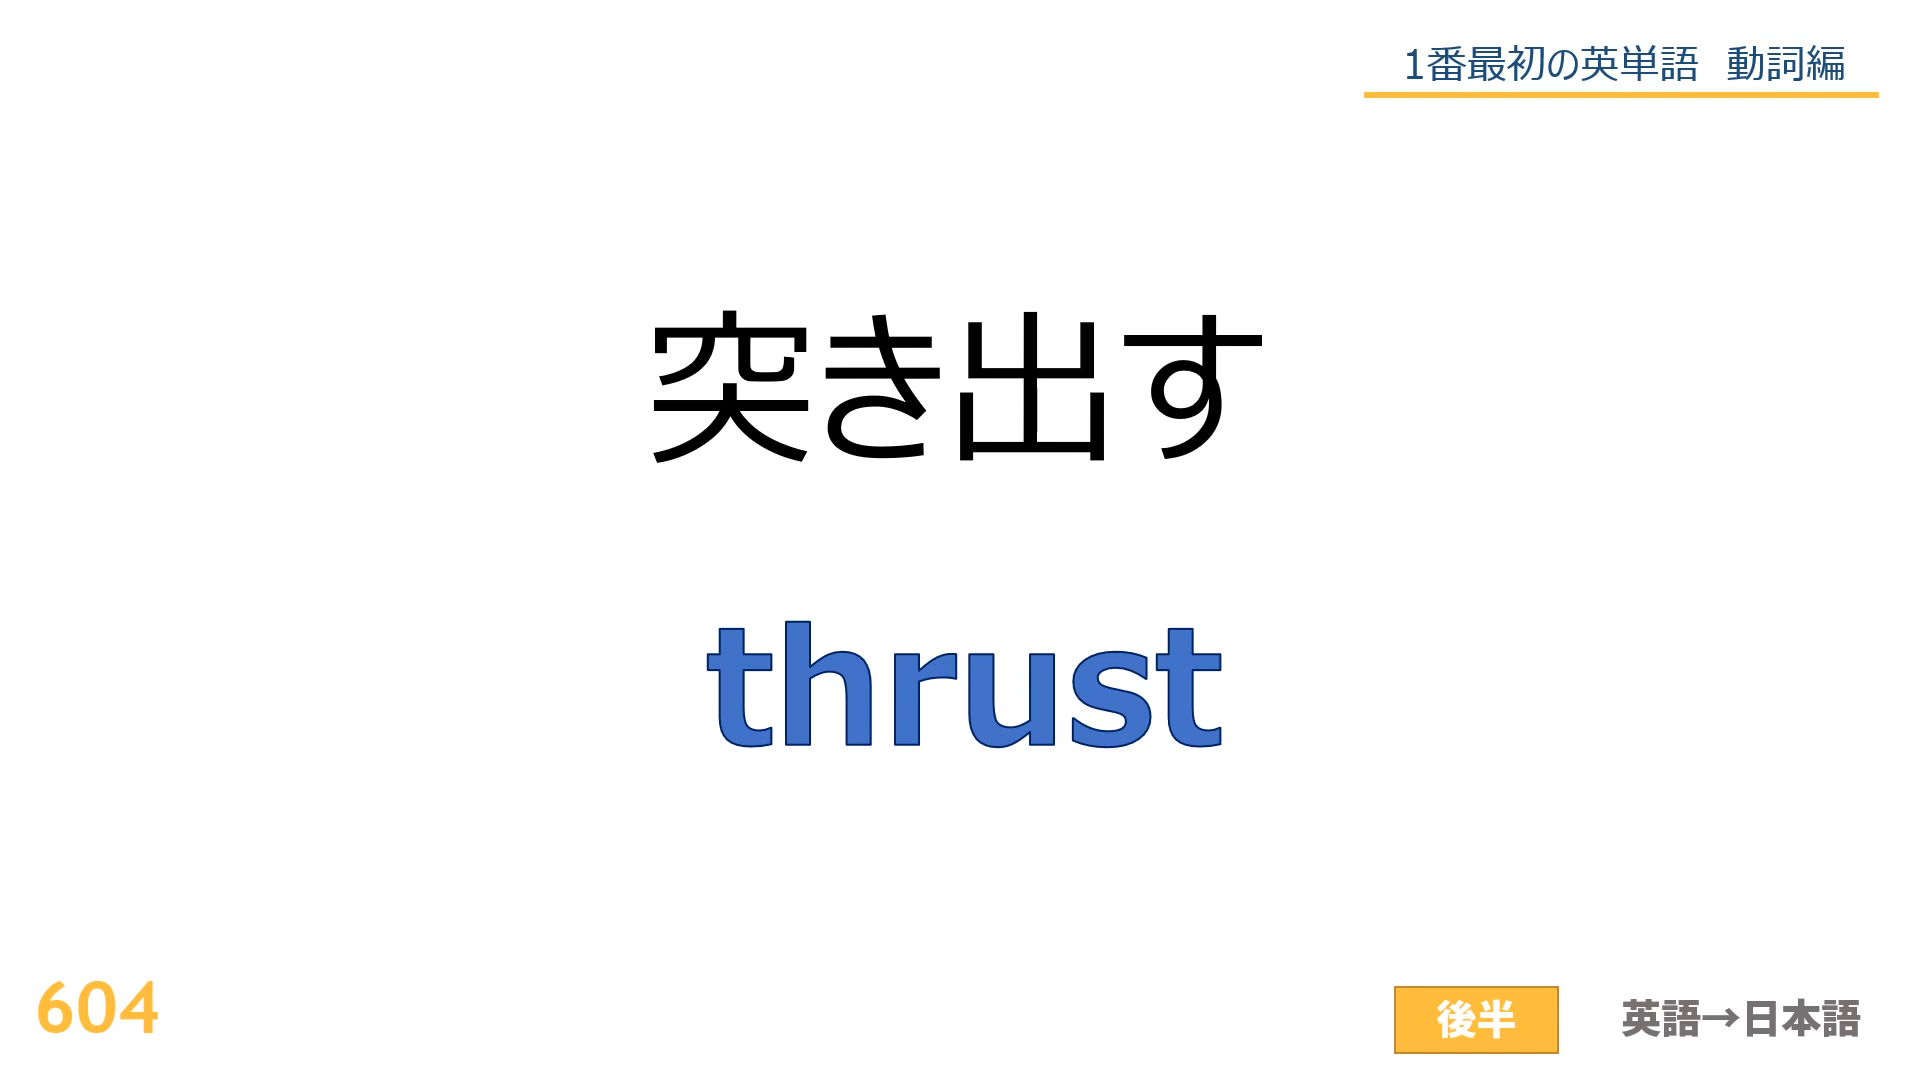 1番最初の英単語　動詞編
突き出す
thrust
604
後半
英語→日本語